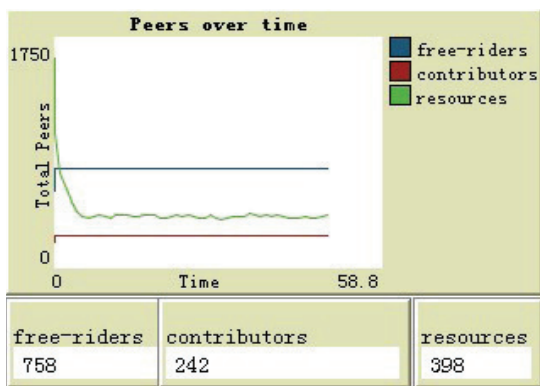 Peers over time
1750
Total Peers
0
0
Time
58.8
free-riders
contributors
resources
free-riders
758
contributors
242
resources
398